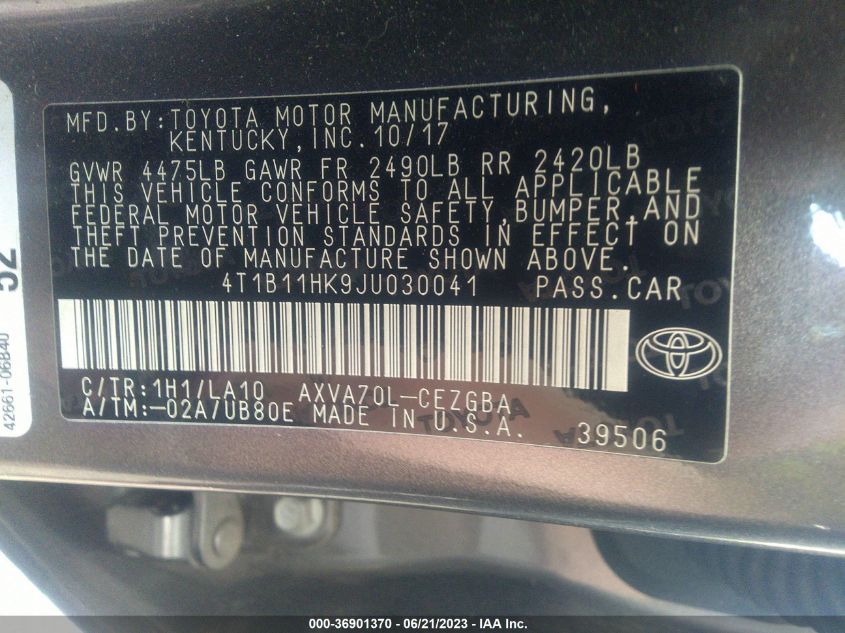 MFD.BY:TOYOTA MOTOR MANUFACTURING,
KENTUCKY,INC.10/17
GVWR 4475LB GAWR FR 2490LB RR 2420LB
THIS VEHICLE CONFORMS TO ALL APPLICABLE
FEDERAL MOTOR VEHICLE SAFETY,BUMPER,AND
THEFT PREVENTION STANDARDS IN EFFECT ON
THE DATE OF MANUFACTURE SHOWN ABOVE.
4T1B11HK9JU030041 PASS.CAR
C/TR:1H1/LA10 AXVA70L-CEZGBA
A/TM:-02A/UB80E MADE IN U.S.A. 39506
42661-06B40
52
TOYOTA
000-36901370 - 06/21/2023 - IAA Inc.